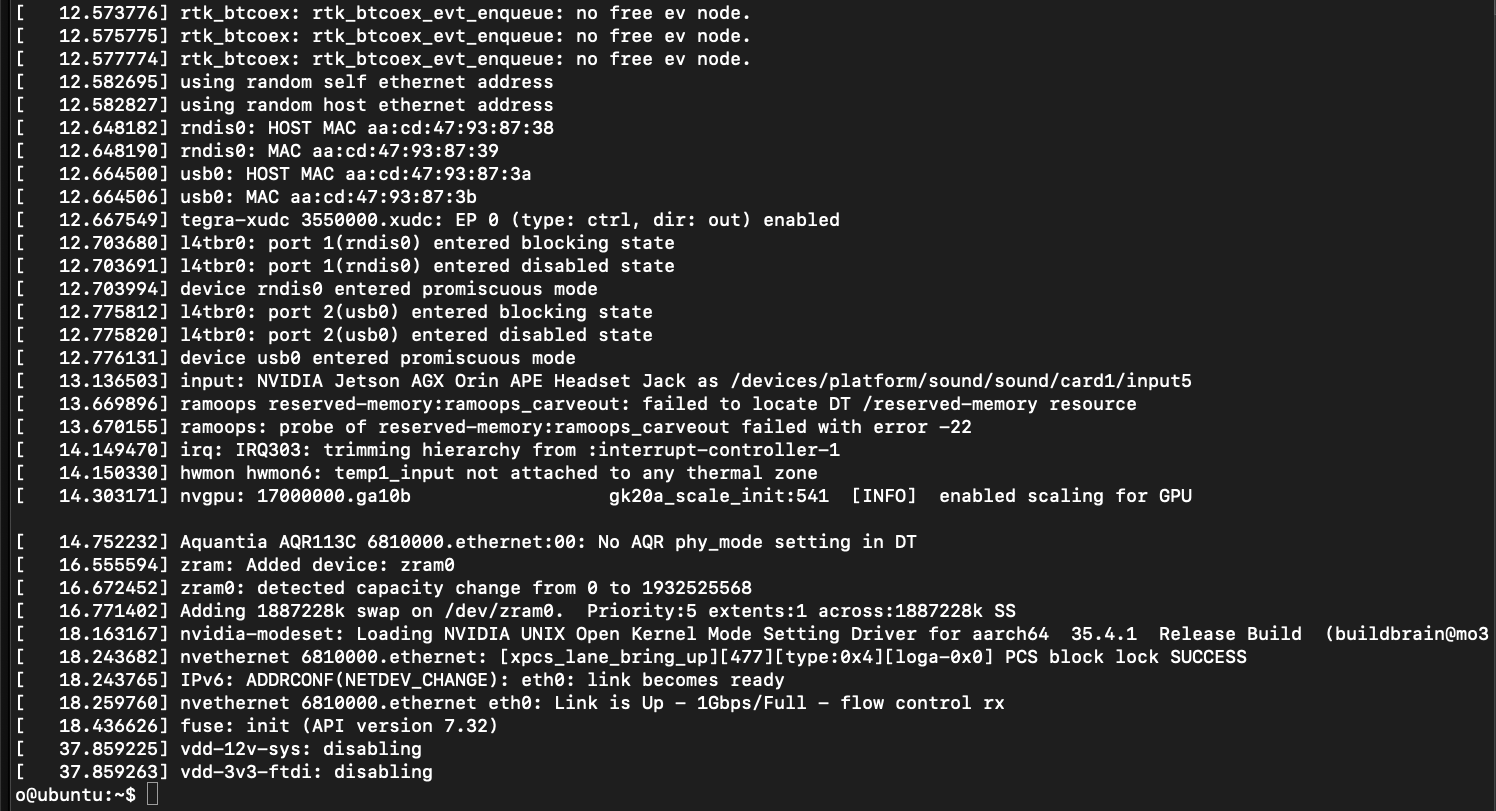 [   12.573776] rtk_btcoex: rtk_btcoex_evt_enqueue: no free ev node.
[   12.575775] rtk_btcoex: rtk_btcoex_evt_enqueue: no free ev node.
[   12.577774] rtk_btcoex: rtk_btcoex_evt_enqueue: no free ev node.
[   12.582695] using random self ethernet address
[   12.582827] using random host ethernet address
[   12.648182] rndis0: HOST MAC aa:cd:47:93:87:38
[   12.648190] rndis0: MAC aa:cd:47:93:87:39
[   12.664500] usb0: HOST MAC aa:cd:47:93:87:3a
[   12.664506] usb0: MAC aa:cd:47:93:87:3b
[   12.667549] tegra-xudc 3550000.xudc: EP 0 (type: ctrl, dir: out) enabled
[   12.703680] l4tbr0: port 1(rndis0) entered blocking state
[   12.703691] l4tbr0: port 1(rndis0) entered disabled state
[   12.703994] device rndis0 entered promiscuous mode
[   12.775812] l4tbr0: port 2(usb0) entered blocking state
[   12.775820] l4tbr0: port 2(usb0) entered disabled state
[   12.776131] device usb0 entered promiscuous mode
[   13.136503] input: NVIDIA Jetson AGX Orin APE Headset Jack as /devices/platform/sound/sound/card1/input5
[   13.669896] ramoops reserved-memory:ramoops_carveout: failed to locate DT /reserved-memory resource
[   13.670155] ramoops: probe of reserved-memory:ramoops_carveout failed with error -22
[   14.149470] irq: IRQ303: trimming hierarchy from :interrupt-controller-1
[   14.150330] hwmon hwmon6: temp1_input not attached to any thermal zone
[   14.303171] nvgpu: 17000000.ga10b                  gk20a_scale_init:541  [INFO]  enabled scaling for GPU
[   14.752232] Aquantia AQR113C 6810000.ethernet:00: No AQR phy_mode setting in DT
[   16.555594] zram: Added device: zram0
[   16.672452] zram0: detected capacity change from 0 to 1932525568
[   16.771402] Adding 1887228k swap on /dev/zram0.  Priority:5 extents:1 across:1887228k SS
[   18.163167] nvidia-modeset: Loading NVIDIA UNIX Open Kernel Mode Setting Driver for aarch64  35.4.1  Release Build  (buildbrain@mo3
[   18.243682] nvethernet 6810000.ethernet: [xpcs_lane_bring_up][477][type:0x4][loga-0x0] PCS block lock SUCCESS
[   18.243765] IPv6: ADDRCONF(NETDEV_CHANGE): eth0: link becomes ready
[   18.259760] nvethernet 6810000.ethernet eth0: Link is Up - 1Gbps/Full - flow control rx
[   18.436626] fuse: init (API version 7.32)
[   37.859225] vdd-12v-sys: disabling
[   37.859263] vdd-3v3-ftdi: disabling
o@ubuntu:~$